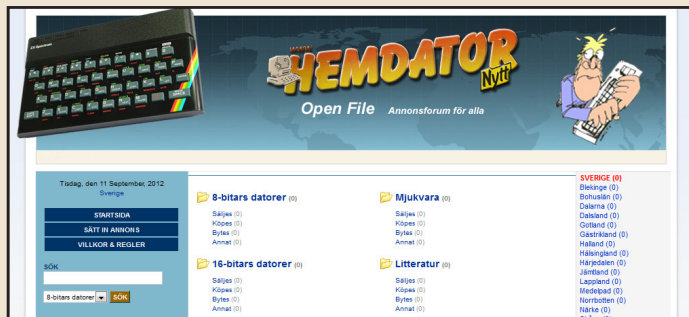 HEMDATOR
Nytt
Open File Annonsforum för alla
Tisdag, den 11 September, 2012
Sverige
STARTSIDA
SÄTT IN ANNONS
VILLKOR & REGLER
SÖK
8-bitars datorer SÖK
8-bitars datorer (0)
Säljes (0)
Köpes (0)
Bytes (0)
Annat (0)
16-bitars datorer (0)
Säljes (0)
Köpes (0)
Bytes (0)
Annat (0)
Mjukvara (0)
Säljes (0)
Köpes (0)
Bytes (0)
Annat (0)
Litteratur (0)
Säljes (0)
Köpes (0)
Bytes (0)
Annat (0)
SVERIGE (0)
Blekinge (0)
Bohuslän (0)
Dalarna (0)
Dalsland (0)
Gotland (0)
Gästrikland (0)
Halland (0)
Hälsingland (0)
Härjedalen (0)
Jämtland (0)
Lappland (0)
Medelpad (0)
Norrbotten (0)
Närke (0)